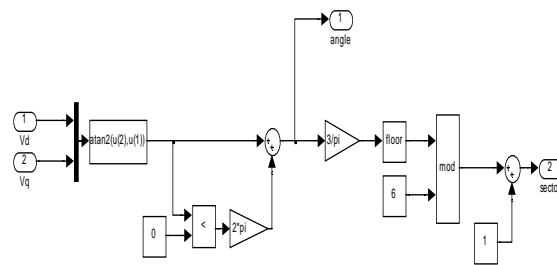 1
angle
1
Vd
atan2(u(2),u(1))
+
+
3/pi
floor
2
Vq
mod
+
+
2
secto
0
<
2*pi
6
1